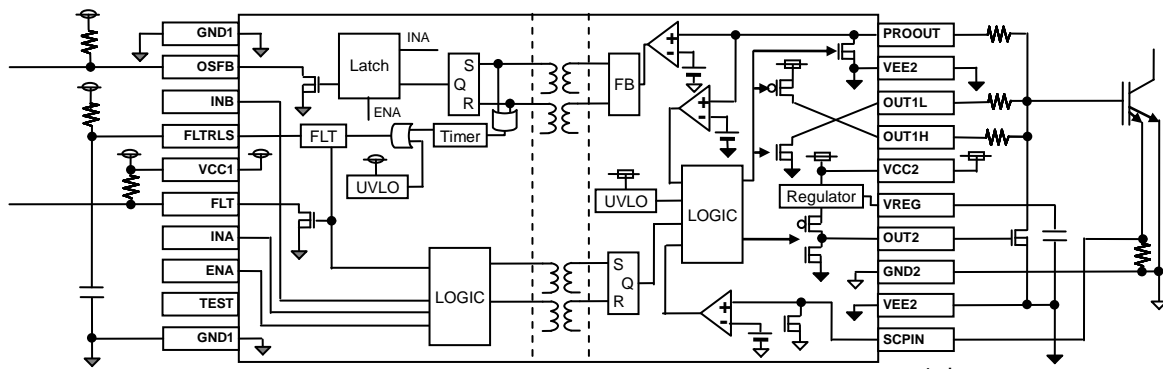 GND1
OSFB
INB
FLTRLS
VCC1
FLT
INA
ENA
TEST
GND1
Latch
INA
ENA
S
Q
R
FLT
Timer
UVLO
LOGIC
FB
+
-
+
-
UVLO
LOGIC
S
Q
R
+
-
Regulator
PROOUT
VEE2
OUT1L
OUT1H
VCC2
VREG
OUT2
GND2
VEE2
SCPIN